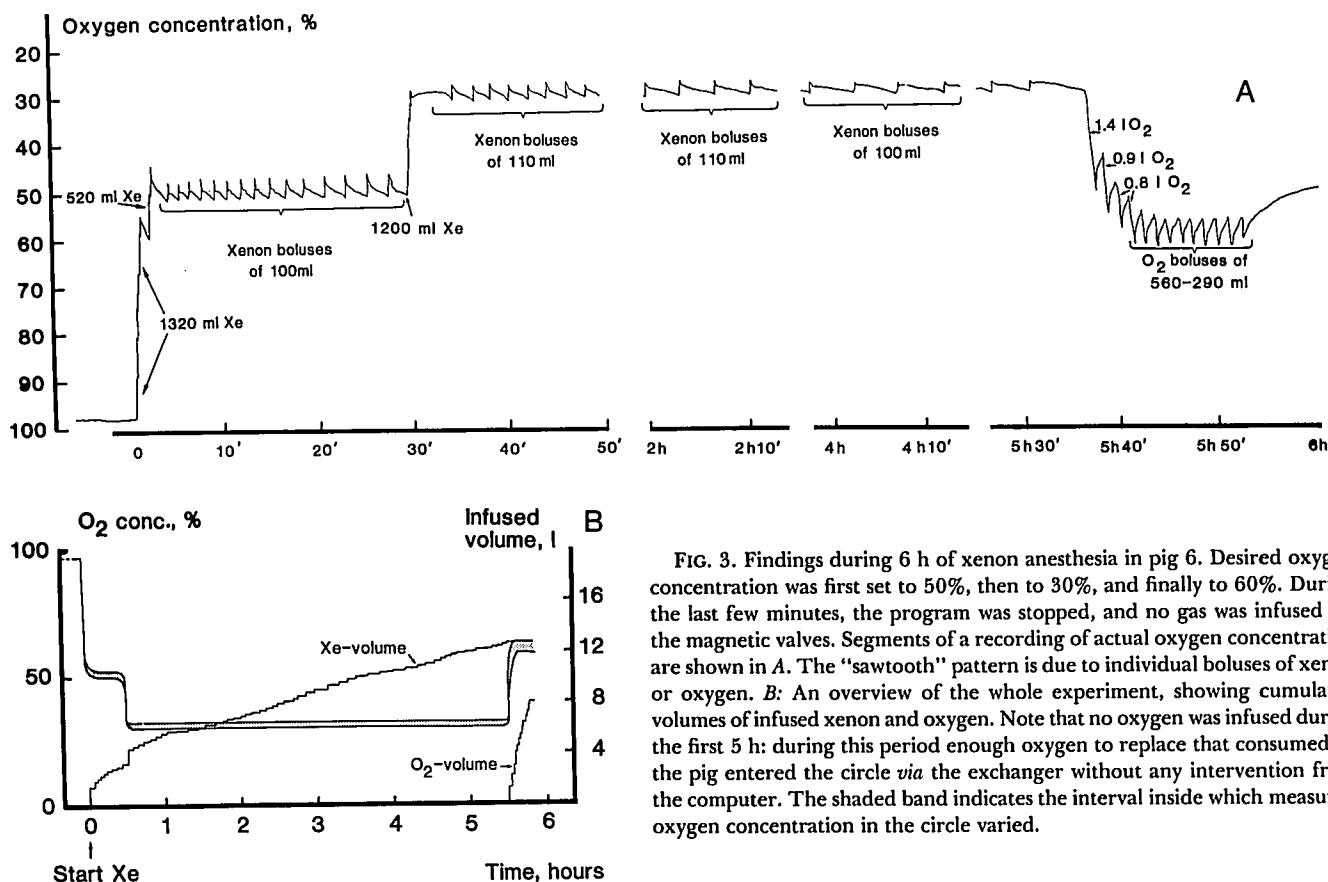 Oxygen concentration, %
A
20
30
40
50
60
70
80
90
100
520 ml Xe
1320 ml Xe
Xenon boluses
of 100ml
1200 ml Xe
Xenon boluses
of 110 ml
Xenon boluses
of 110 ml
Xenon boluses
of 100 ml
1.4 l O2
0.9 l O2
0.8 l O2
O2 boluses of
560-290 ml
0 10' 20' 30' 40' 50' 2h 2h10' 4h 4h10' 5h30' 5h40' 5h50' 6h
O2 conc., %
Infused
volume, l
B
100
50
0
16
12
8
4
Xe-volume
O2-volume
0 1 2 3 4 5 6
Start Xe
Time, hours
FIG. 3. Findings during 6 h of xenon anesthesia in pig 6. Desired oxyg
concentration was first set to 50%, then to 30%, and finally to 60%. Duri
the last few minutes, the program was stopped, and no gas was infused
the magnetic valves. Segments of a recording of actual oxygen concentrati
are shown in A. The "sawtooth" pattern is due to individual boluses of xen
or oxygen. B: An overview of the whole experiment, showing cumula
volumes of infused xenon and oxygen. Note that no oxygen was infused dur
the first 5 h: during this period enough oxygen to replace that consumed
the pig entered the circle via the exchanger without any intervention fr
the computer. The shaded band indicates the interval inside which measur
oxygen concentration in the circle varied.